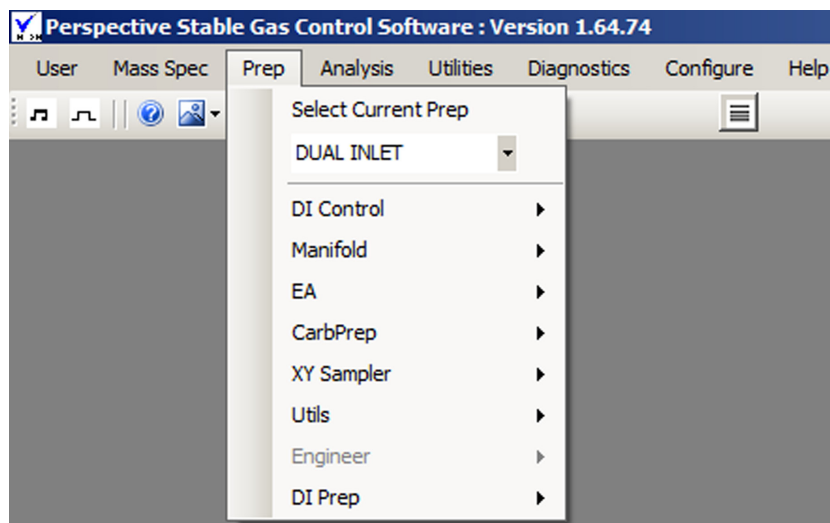 Perspective Stable Gas Control Software : Version 1.64.74
User Mass Spec Prep Analysis Utilities Diagnostics Configure Help
Select Current Prep
DUAL INLET
DI Control
Manifold
EA
CarbPrep
XY Sampler
Utils
Engineer
DI Prep